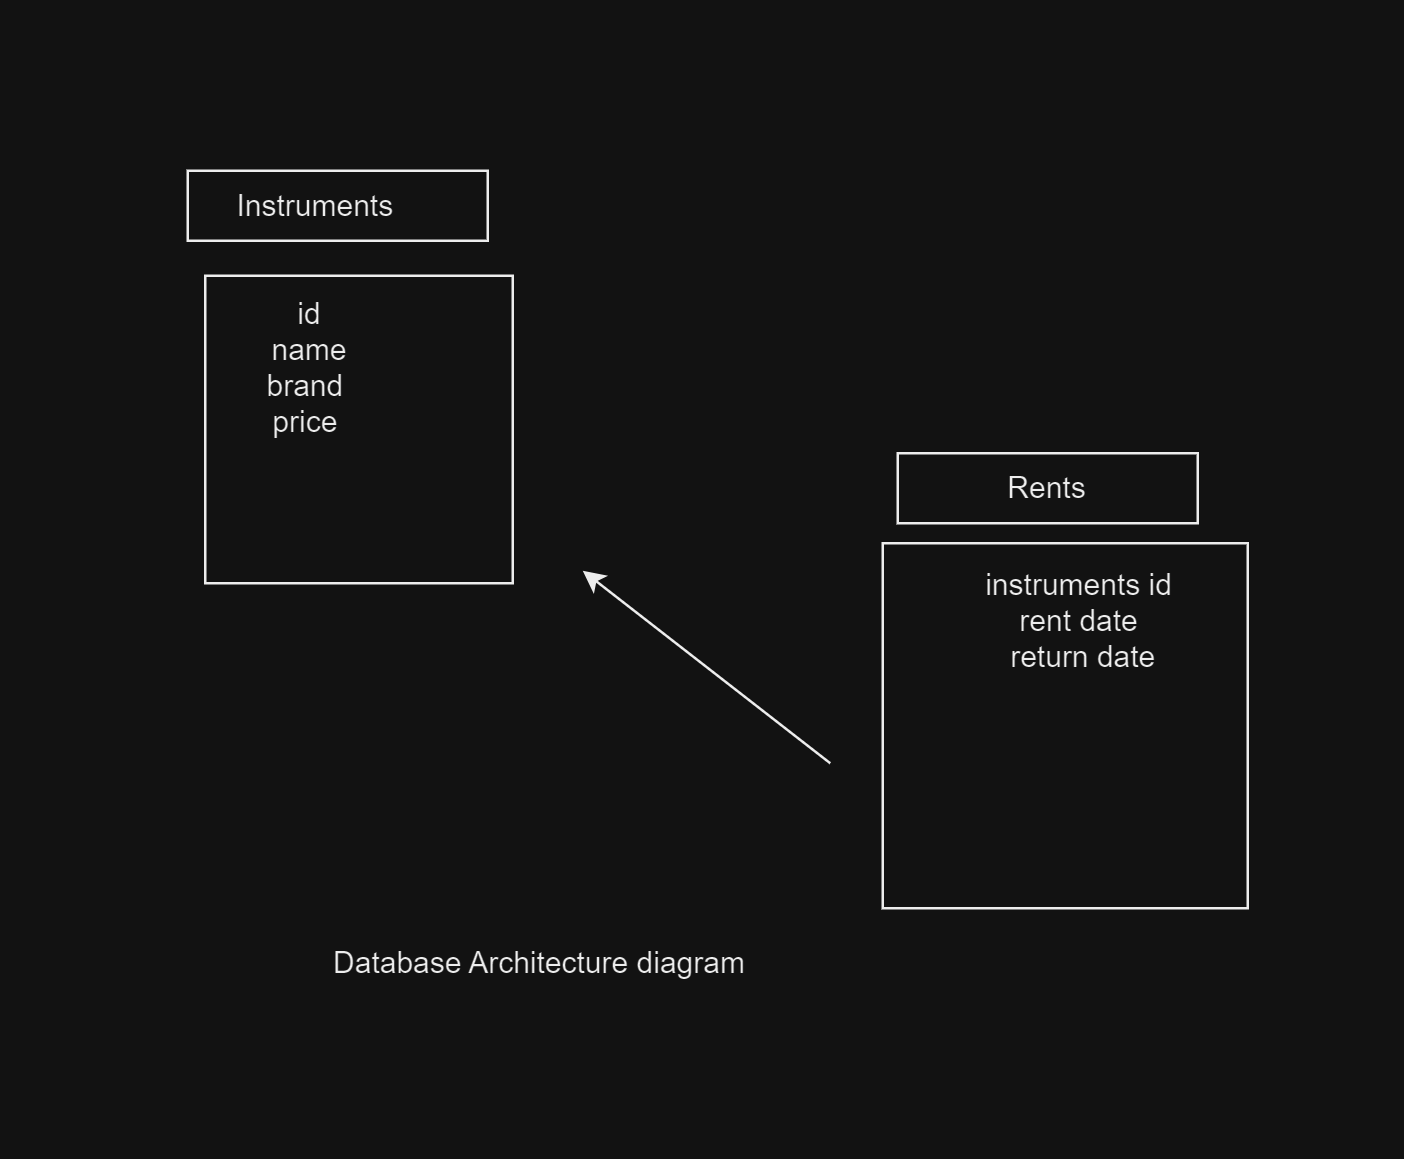 Instruments
id
name
brand
price
Rents
instruments id
rent date
return date
Database Architecture diagram